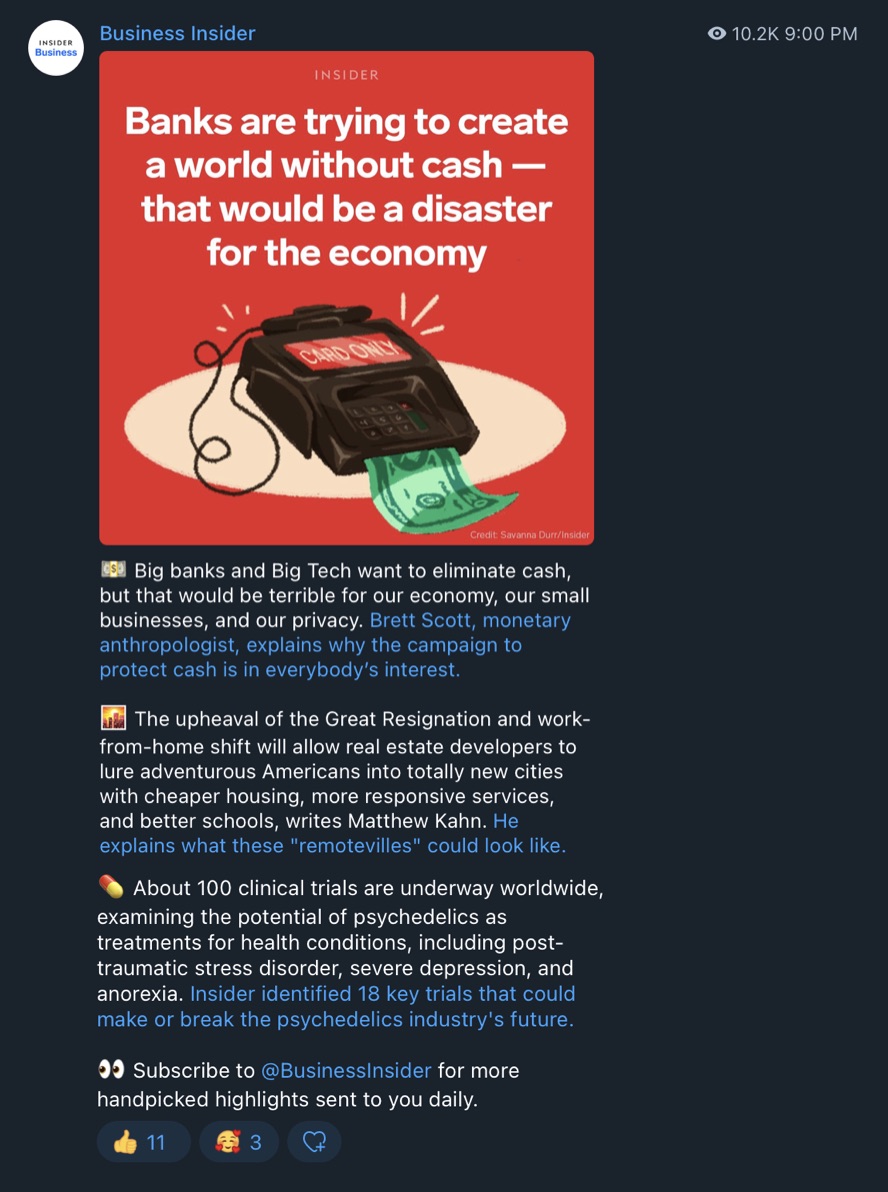 INSIDER
Business
Business Insider
10.2K 9:00 PM
INSIDER
Banks are trying to create
a world without cash —
that would be a disaster
for the economy
CARD ONLY
Credit: Savanna Durr/Insider
💵 Big banks and Big Tech want to eliminate cash,
but that would be terrible for our economy, our small
businesses, and our privacy. Brett Scott, monetary
anthropologist, explains why the campaign to
protect cash is in everybody’s interest.
🌇 The upheaval of the Great Resignation and work-
from-home shift will allow real estate developers to
lure adventurous Americans into totally new cities
with cheaper housing, more responsive services,
and better schools, writes Matthew Kahn. He
explains what these "remotevilles" could look like.
💊 About 100 clinical trials are underway worldwide,
examining the potential of psychedelics as
treatments for health conditions, including post-
traumatic stress disorder, severe depression, and
anorexia. Insider identified 18 key trials that could
make or break the psychedelics industry's future.
👀 Subscribe to @BusinessInsider for more
handpicked highlights sent to you daily.
👍 11 🥰 3